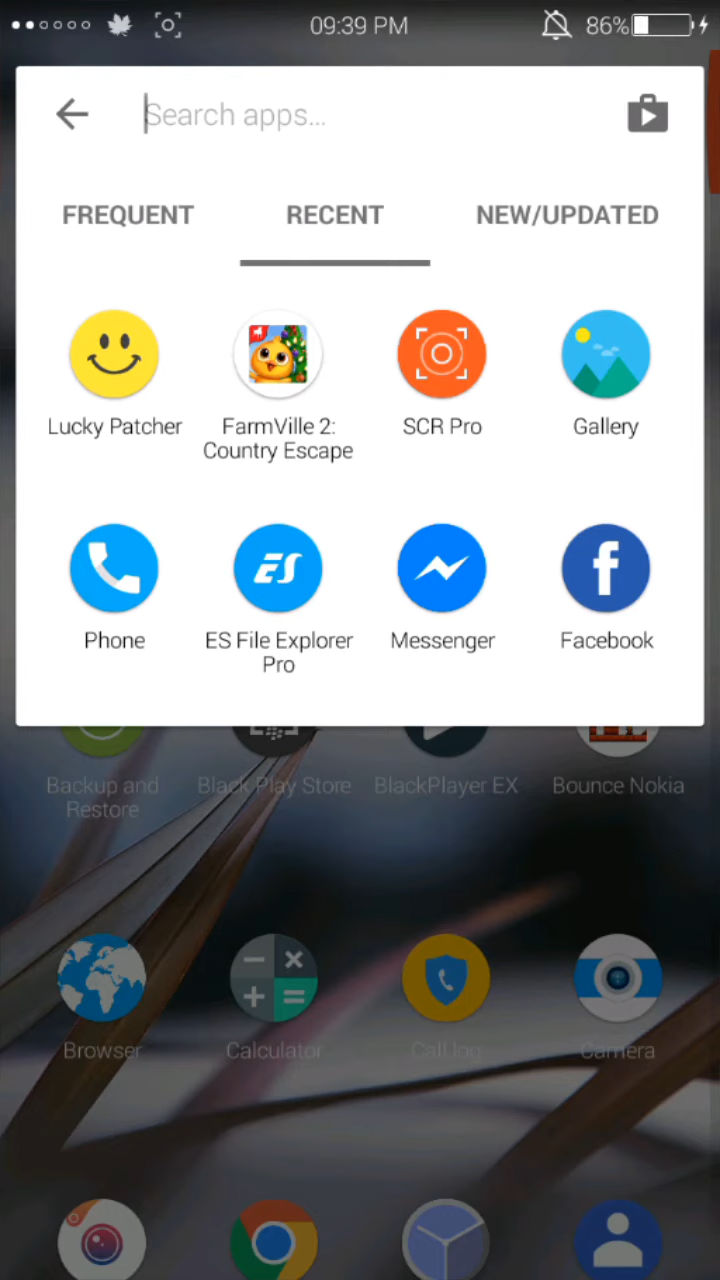 09:39 PM
86%
Search apps...
FREQUENT
RECENT
NEW/UPDATED
Lucky Patcher
FarmVille 2:
Country Escape
SCR Pro
Gallery
Phone
ES
ES File Explorer
Pro
Messenger
f
Facebook
Backup and
Restore
Black Play Store
BlackPlayer EX
Bounce Nokia
Browser
Calculator
Call log
Camera